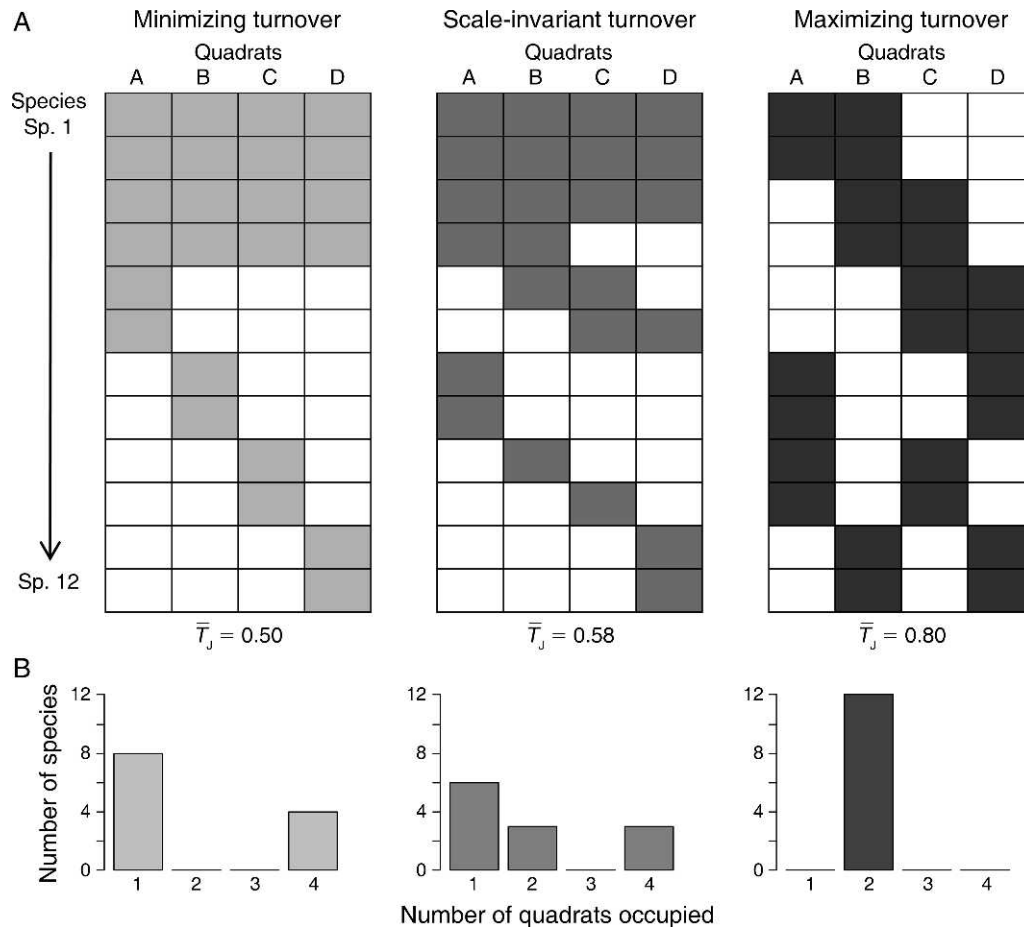 A
Minimizing turnover
Scale-invariant turnover
Maximizing turnover
Quadrats
Quadrats
Quadrats
A B C D
A B C D
A B C D
Species
Sp. 1
Sp. 12
T̅J = 0.50
T̅J = 0.58
T̅J = 0.80
B
Number of species
12
8
4
0
1 2 3 4
12
8
4
0
1 2 3 4
12
8
4
0
1 2 3 4
Number of quadrats occupied